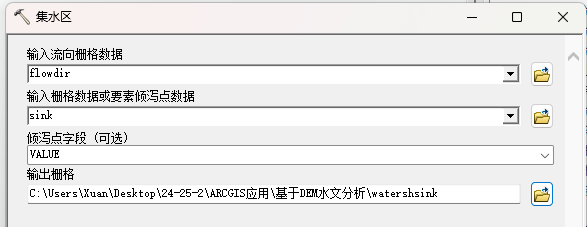 集水区
输入流向栅格数据
flowdir
输入栅格数据或要素倾泻点数据
sink
倾泻点字段（可选）
VALUE
输出栅格
C:\Users\Xuan\Desktop\24-25-2\ARCGIS应用\基于DEM水文分析\watershsink